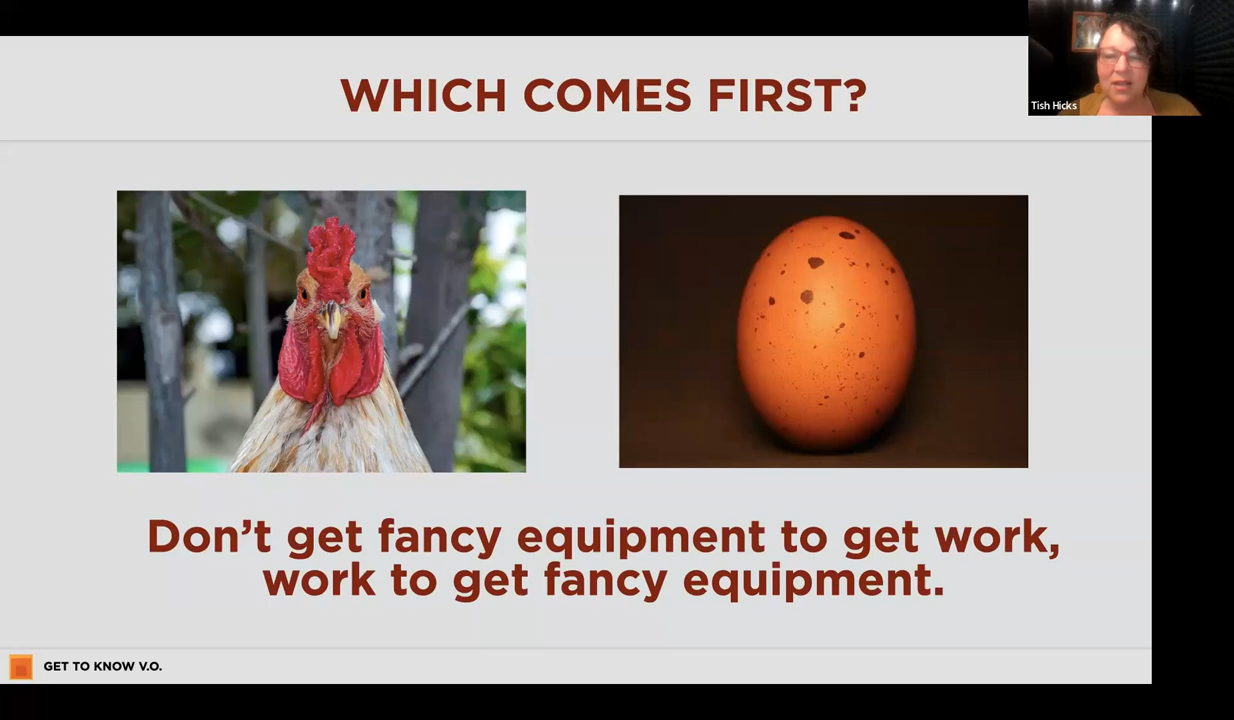 WHICH COMES FIRST?
Tish Hicks
Don’t get fancy equipment to get work,
work to get fancy equipment.
GET TO KNOW V.O.